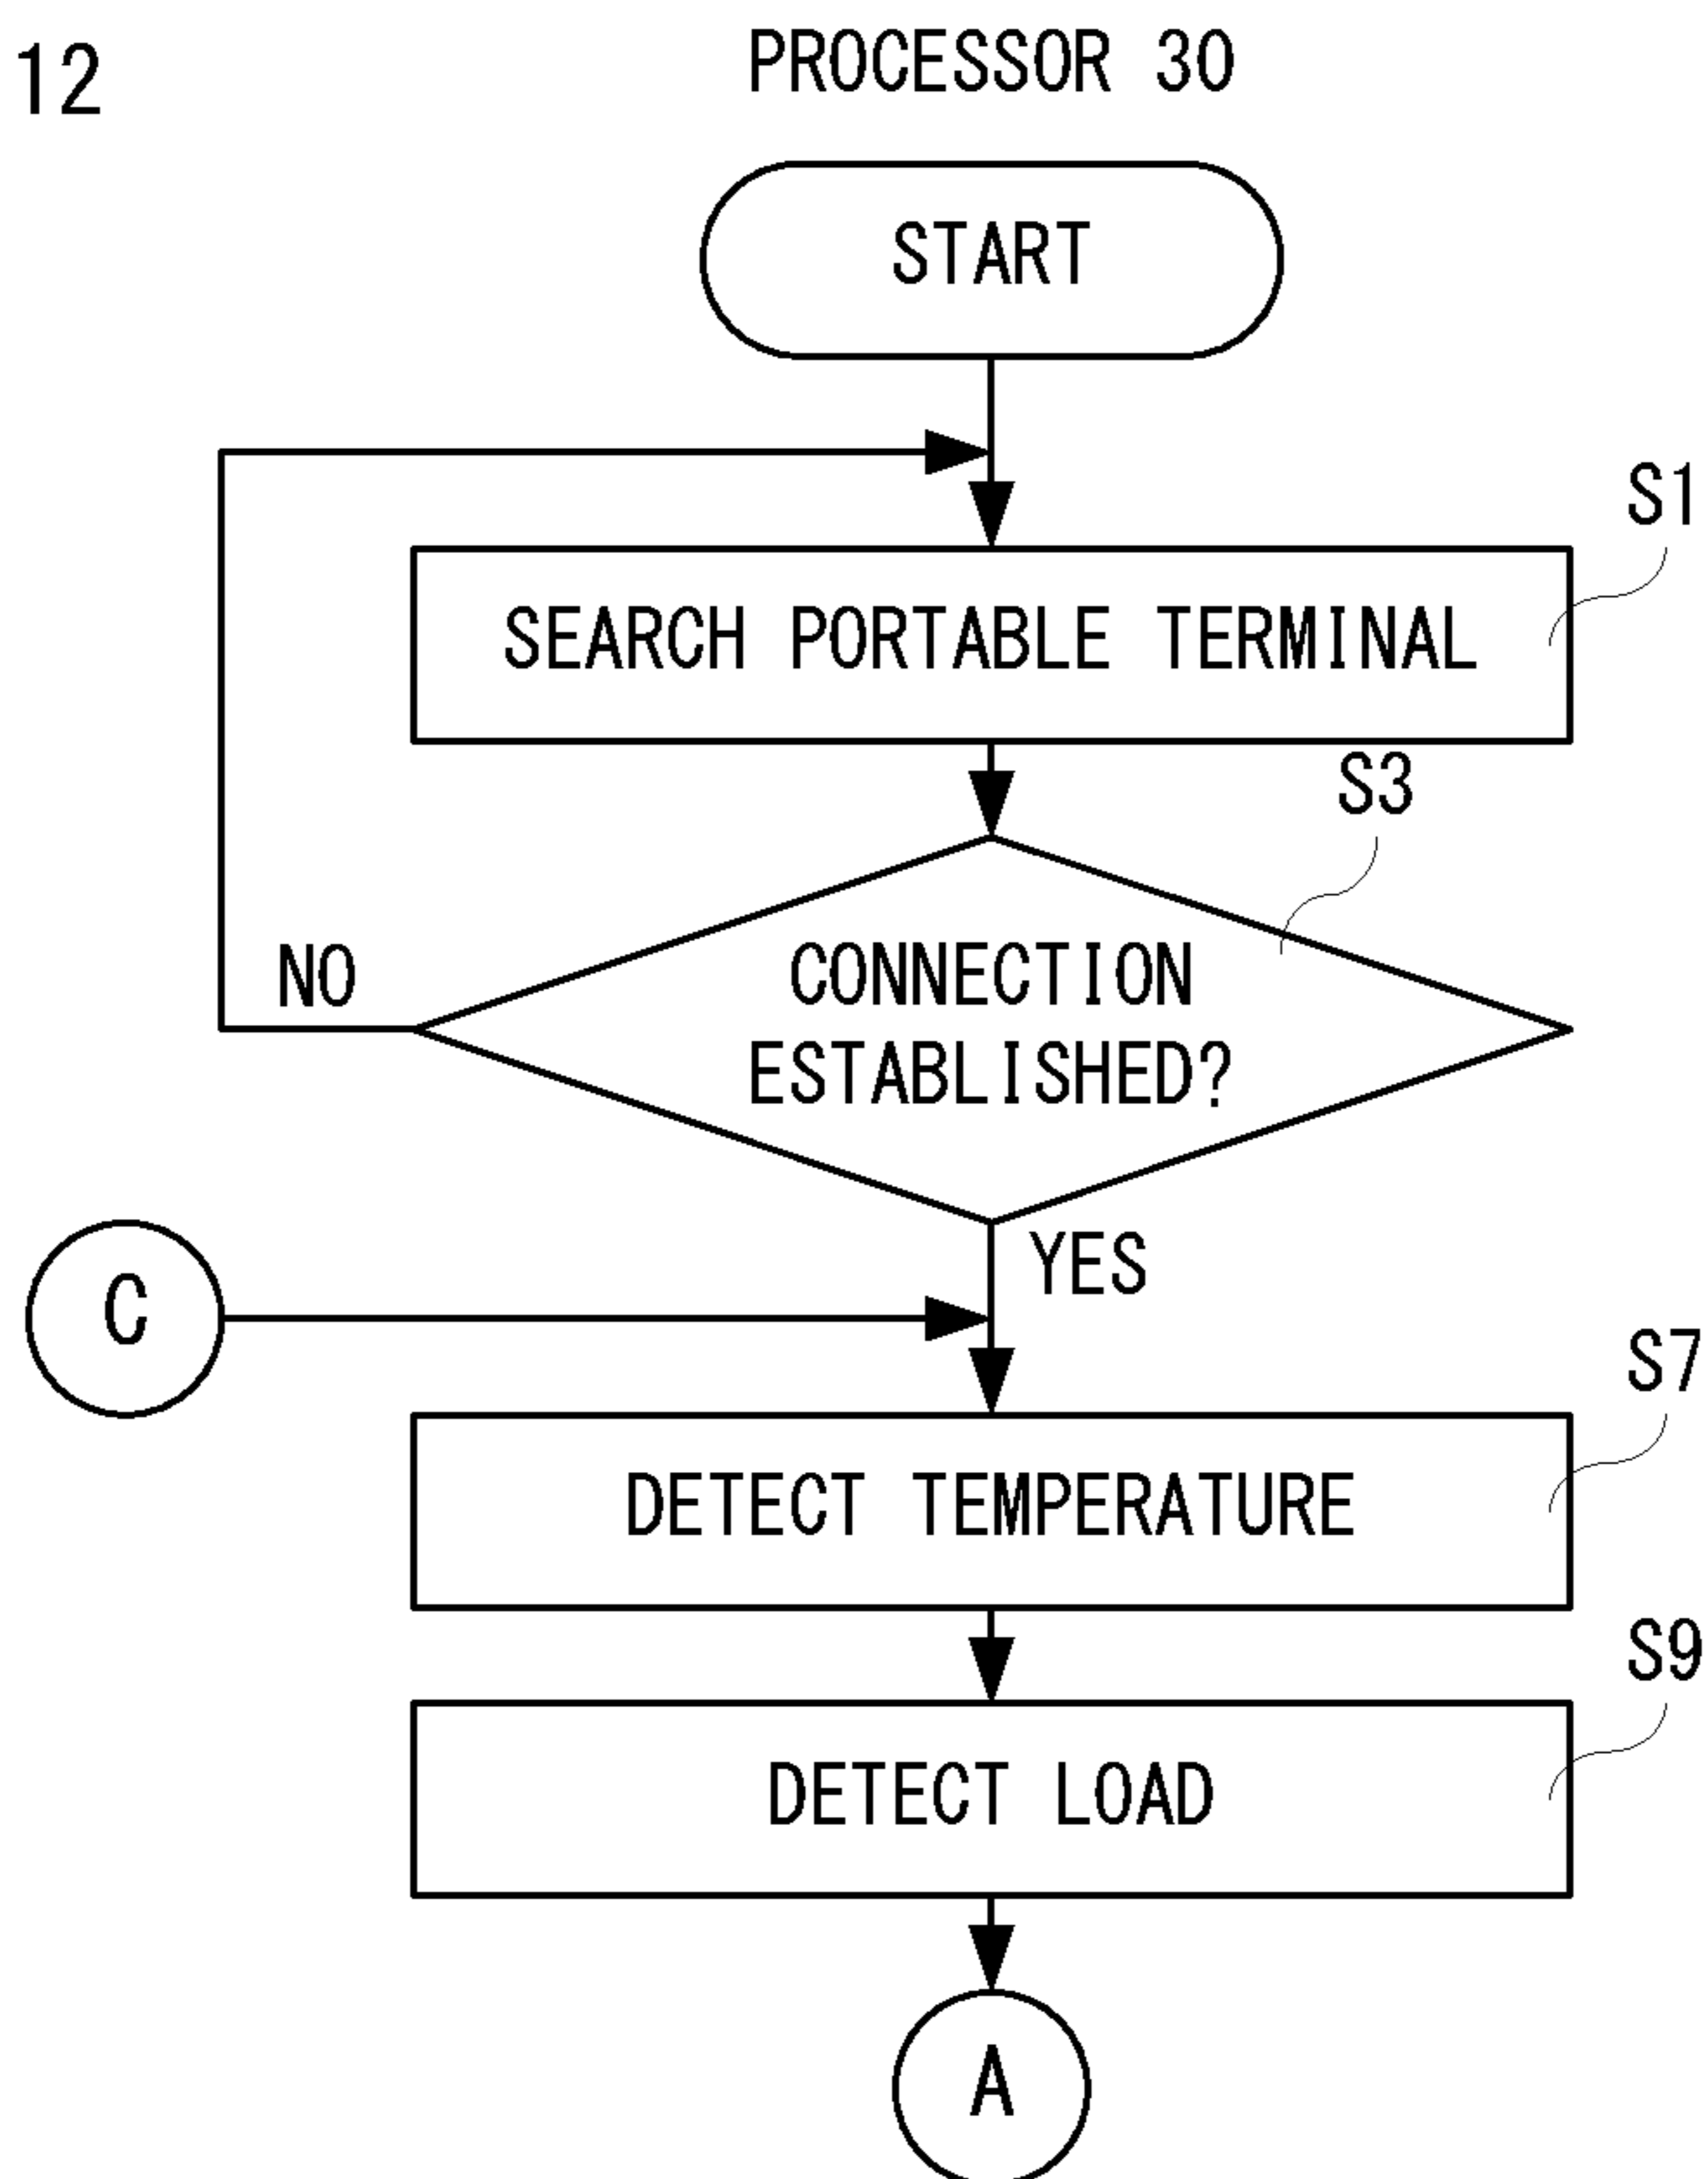 12
PROCESSOR 30
START
S1
SEARCH PORTABLE TERMINAL
S3
CONNECTION
ESTABLISHED?
NO
YES
C
S7
DETECT TEMPERATURE
S9
DETECT LOAD
A